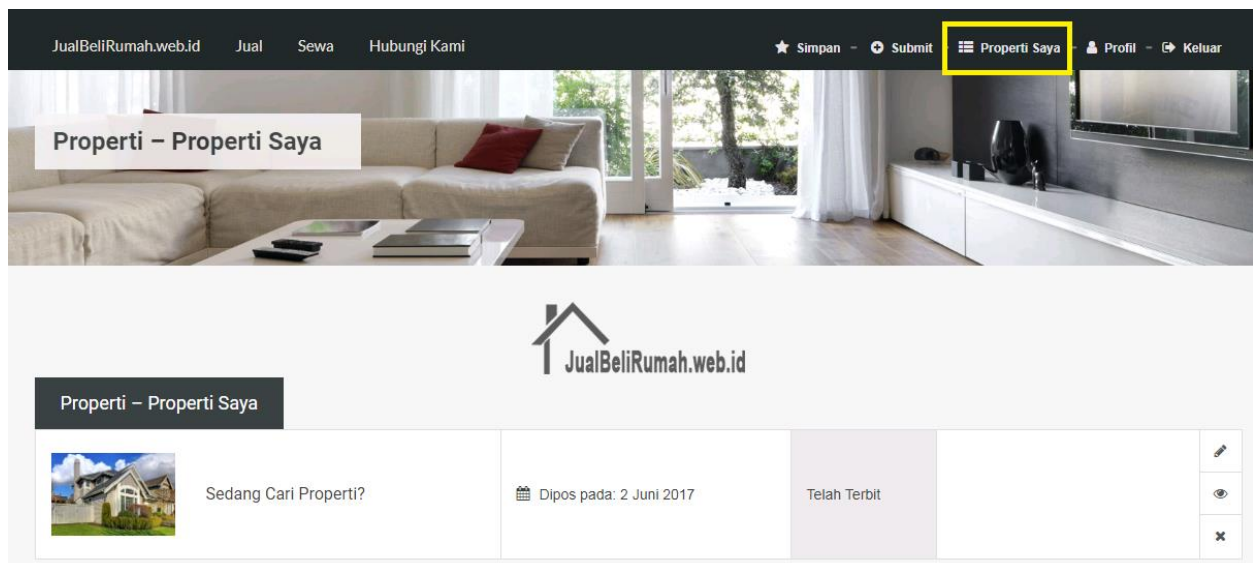 JualBeliRumah.web.id Jual Sewa Hubungi Kami Simpan - Submit - Properti Saya - Profil - Keluar
Properti – Properti Saya
JualBeliRumah.web.id
Properti – Properti Saya
Sedang Cari Properti? Dipos pada: 2 Juni 2017 Telah Terbit